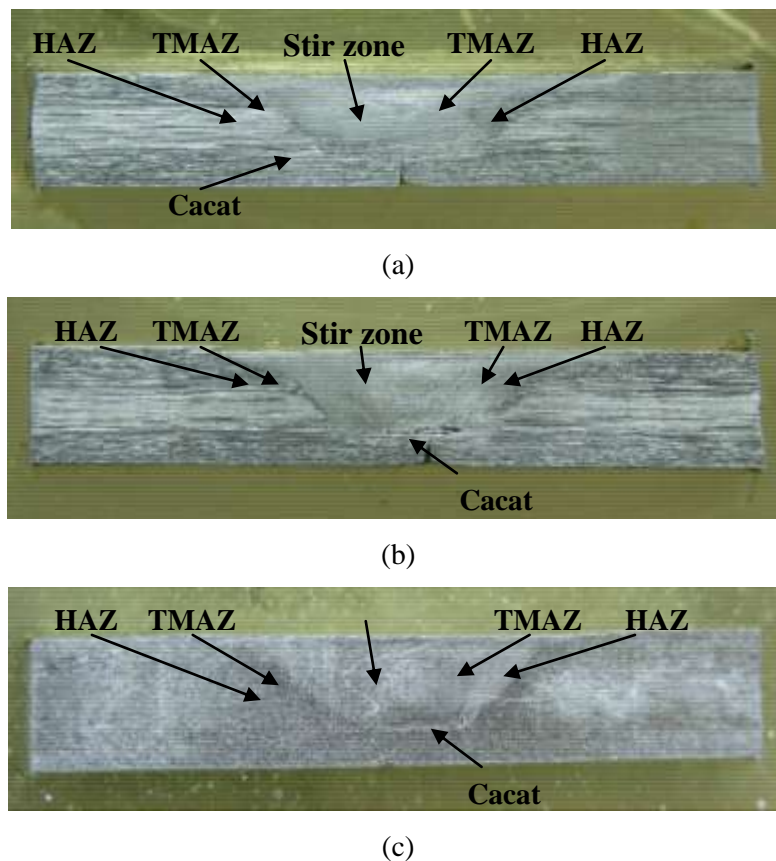 HAZ TMAZ Stir zone TMAZ HAZ
Cacat
(a)
HAZ TMAZ Stir zone TMAZ HAZ
Cacat
(b)
HAZ TMAZ TMAZ HAZ
Cacat
(c)